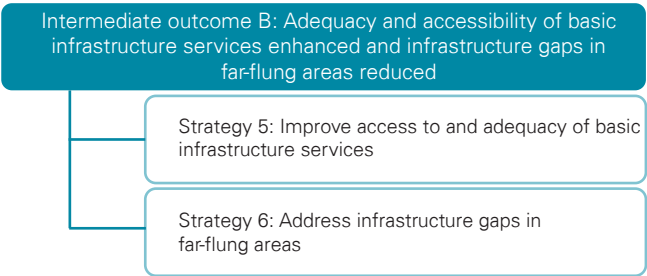 Intermediate outcome B: Adequacy and accessibility of basic
infrastructure services enhanced and infrastructure gaps in
far-flung areas reduced
Strategy 5: Improve access to and adequacy of basic
infrastructure services
Strategy 6: Address infrastructure gaps in
far-flung areas